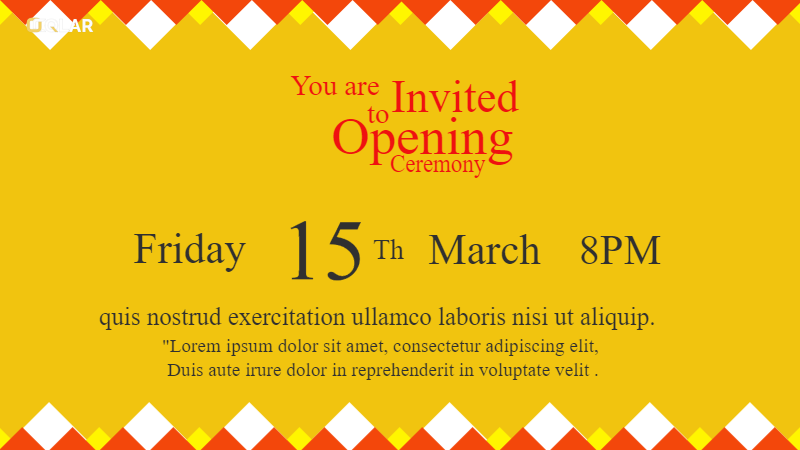 You are Invited
to
Opening
Ceremony
Friday 15 Th March 8PM
quis nostrud exercitation ullamco laboris nisi ut aliquip.
"Lorem ipsum dolor sit amet, consectetur adipiscing elit,
Duis aute irure dolor in reprehenderit in voluptate velit .